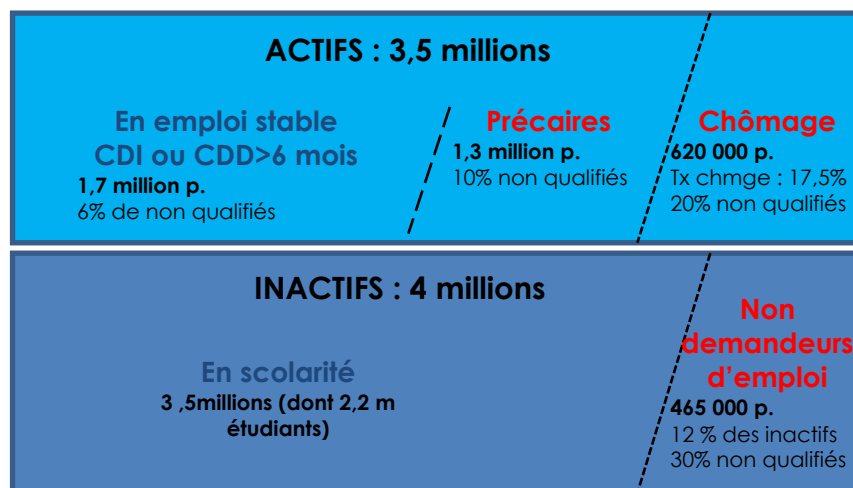 ACTIFS : 3,5 millions
En emploi stable
CDI ou CDD>6 mois
1,7 million p.
6% de non qualifiés
Précaires
1,3 million p.
10% non qualifiés
Chômage
620 000 p.
Tx chmge : 17,5%
20% non qualifiés
INACTIFS : 4 millions
En scolarité
3 ,5millions (dont 2,2 m
étudiants)
Non
demandeurs
d’emploi
465 000 p.
12 % des inactifs
30% non qualifiés